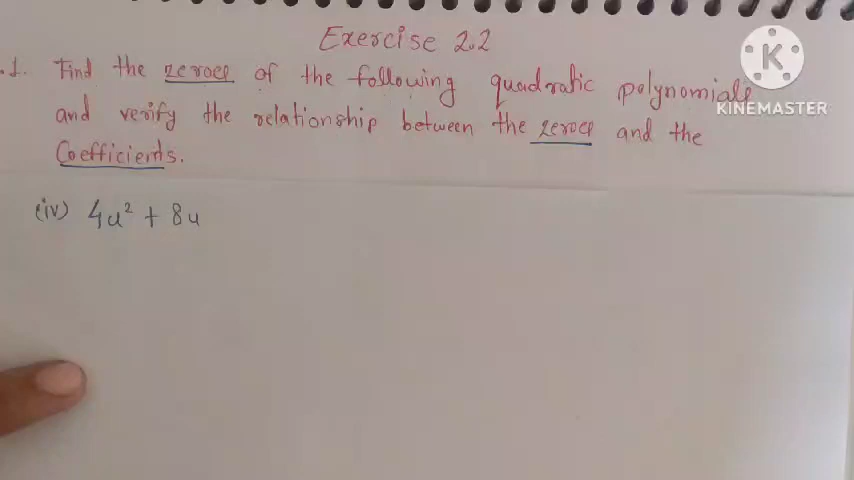 Exercise 2.2
.1. Find the zeroes of the following quadratic polynomials
and verify the relationship between the zeroes and the
Coefficients.
(iv) 4u² + 8u
K
KINEMASTER